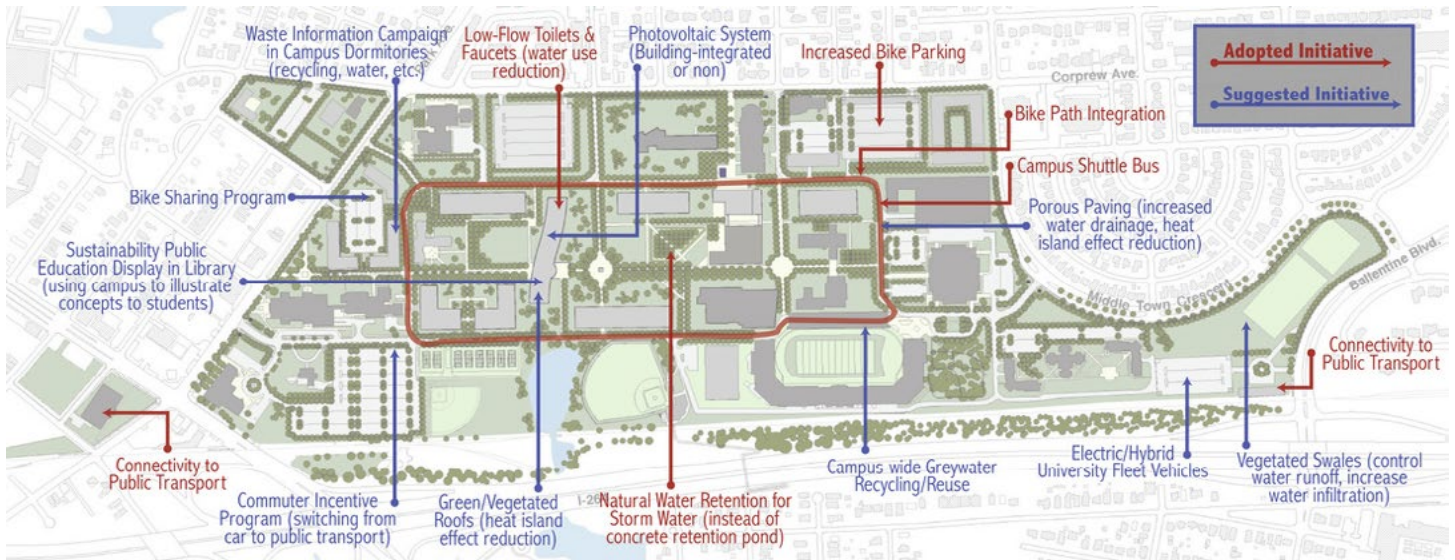 Waste Information Campaign
in Campus Dormitories
(recycling, water, etc.)
Low-Flow Toilets &
Faucets (water use
reduction)
Photovoltaic System
(Building-integrated
or non)
Increased Bike Parking
Adopted Initiative
Suggested Initiative
Corprew Ave.
Bike Path Integration
Campus Shuttle Bus
Porous Paving (increased
water drainage, heat
island effect reduction)
Bike Sharing Program
Sustainability Public
Education Display in Library
(using campus to illustrate
concepts to students)
Middle Town Crescent
Ballentine Blvd.
Connectivity to
Public Transport
Connectivity to
Public Transport
Commuter Incentive
Program (switching from
car to public transport)
Green/Vegetated
Roofs (heat island
effect reduction)
I-26
Natural Water Retention for
Storm Water (instead of
concrete retention pond)
Campus wide Greywater
Recycling/Reuse
Electric/Hybrid
University Fleet Vehicles
Vegetated Swales (control
water runoff, increase
water infiltration)